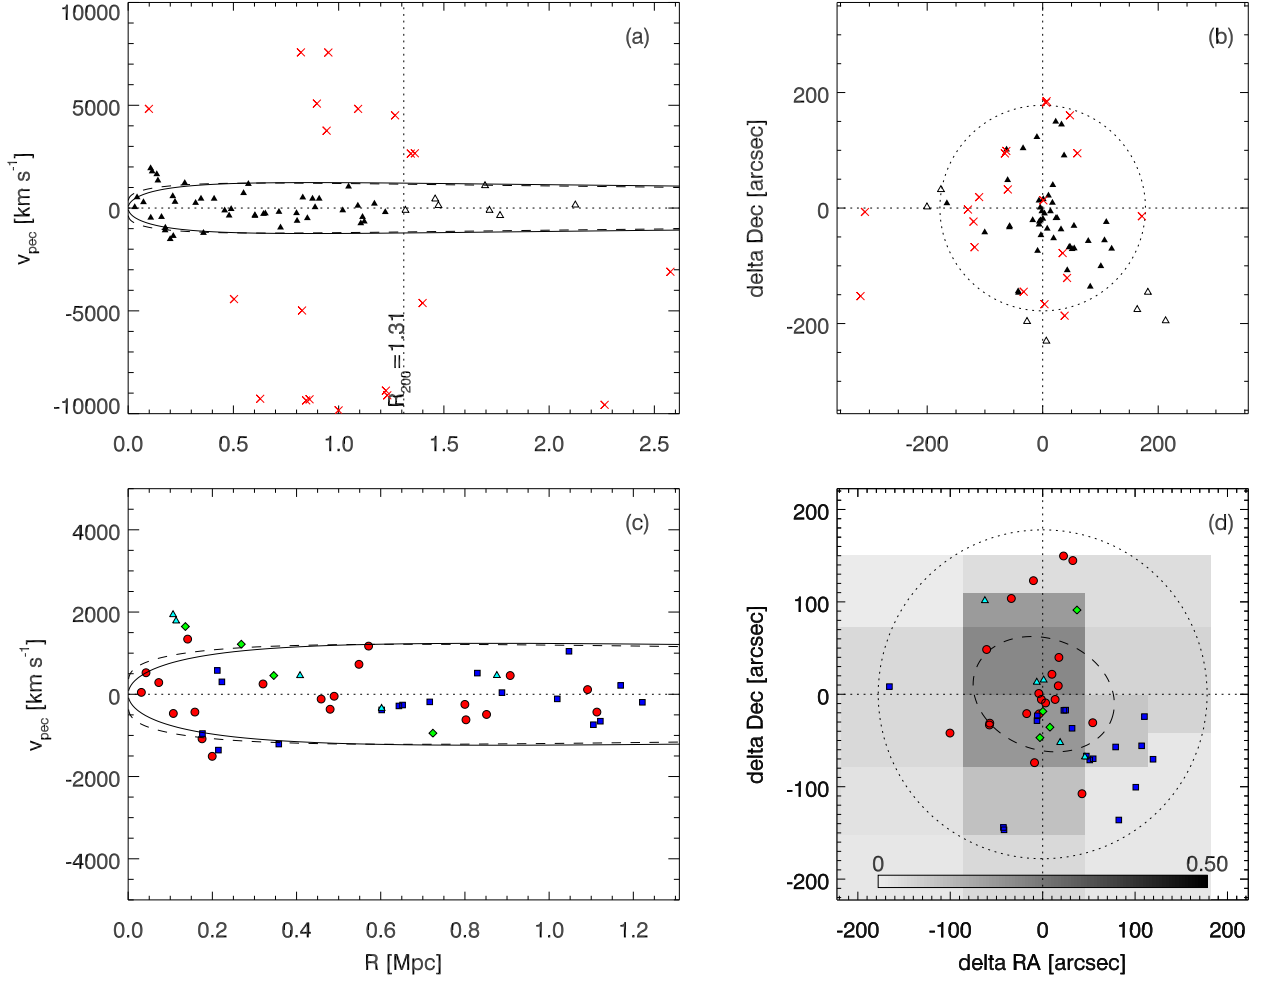 (a)
10000
5000
0
-5000
-10000
v_pec [km s^-1]
R_200 = 1.31
0.0 0.5 1.0 1.5 2.0 2.5
(b)
200
0
-200
delta Dec [arcsec]
-200 0 200
(c)
4000
2000
0
-2000
-4000
v_pec [km s^-1]
0.0 0.2 0.4 0.6 0.8 1.0 1.2
R [Mpc]
(d)
200
100
0
-100
-200
delta Dec [arcsec]
0 0.50
-200 -100 0 100 200
delta RA [arcsec]